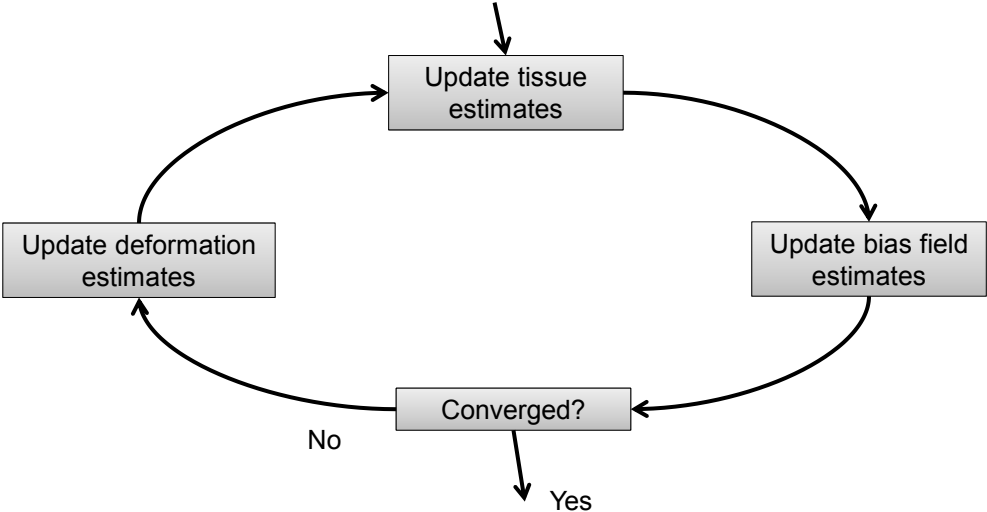 Update tissue
estimates
Update deformation
estimates
Update bias field
estimates
Converged?
No
Yes